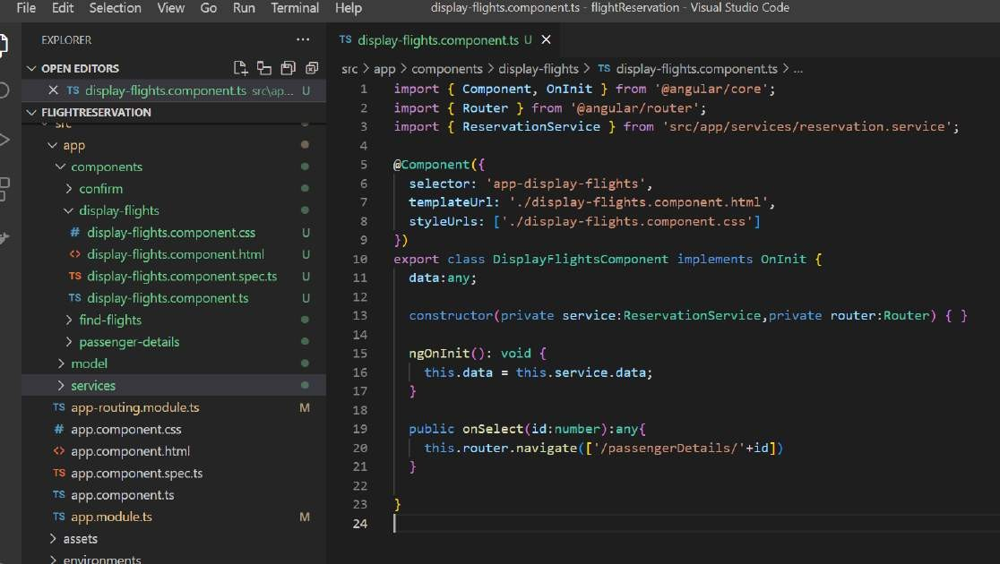 File Edit Selection View Go Run Terminal Help display-flights.component.ts - flightReservation - Visual Studio Code
EXPLORER ...
OPEN EDITORS
TS display-flights.component.ts src\ap... U
FLIGHTRESERVATION
src
app
components
confirm
display-flights
# display-flights.component.css U
<> display-flights.component.html U
TS display-flights.component.spec.ts U
TS display-flights.component.ts U
find-flights
passenger-details
model
services
TS app-routing.module.ts M
# app.component.css
<> app.component.html
TS app.component.spec.ts
TS app.component.ts
TS app.module.ts M
assets
environments
TS display-flights.component.ts U
src > app > components > display-flights > TS display-flights.component.ts > ...
1 import { Component, OnInit } from '@angular/core';
2 import { Router } from '@angular/router';
3 import { ReservationService } from 'src/app/services/reservation.service';
4
5 @Component({
6   selector: 'app-display-flights',
7   templateUrl: './display-flights.component.html',
8   styleUrls: ['./display-flights.component.css']
9 })
10 export class DisplayFlightsComponent implements OnInit {
11   data:any;
12
13   constructor(private service:ReservationService,private router:Router) { }
14
15   ngOnInit(): void {
16     this.data = this.service.data;
17   }
18
19   public onSelect(id:number):any{
20     this.router.navigate(['/passengerDetails/'+id])
21   }
22
23 }
24